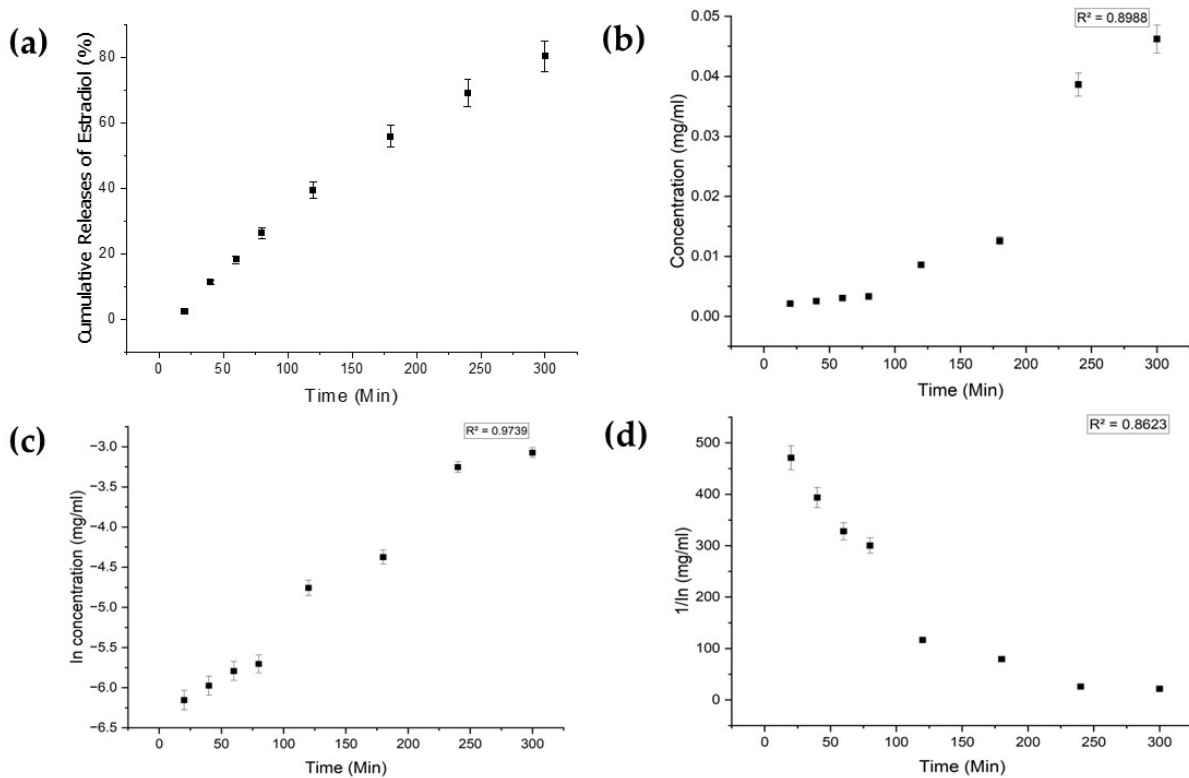 (a)
Cumulative Releases of Estradiol (%)
80
60
40
20
0
0 50 100 150 200 250 300
Time (Min)
(b)
R² = 0.8988
Concentration (mg/ml)
0.05
0.04
0.03
0.02
0.01
0.00
0 50 100 150 200 250 300
Time (Min)
(c)
R² = 0.9739
ln concentration (mg/ml)
−3.0
−3.5
−4.0
−4.5
−5.0
−5.5
−6.0
−6.5
0 50 100 150 200 250 300
Time (Min)
(d)
R² = 0.8623
1/ln (mg/ml)
500
400
300
200
100
0
0 50 100 150 200 250 300
Time (Min)